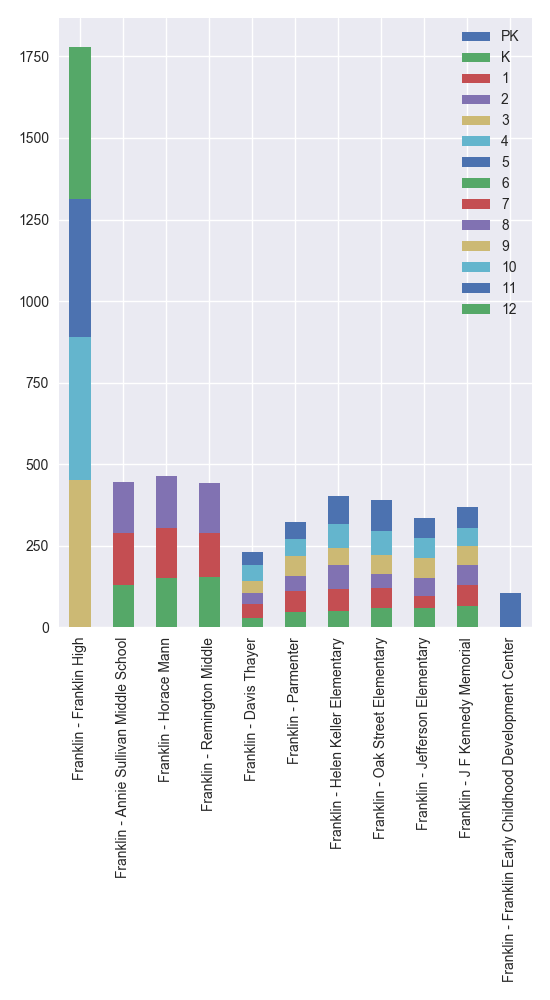 1750
1500
1250
1000
750
500
250
0
PK
K
1
2
3
4
5
6
7
8
9
10
11
12
Franklin - Franklin High
Franklin - Annie Sullivan Middle School
Franklin - Horace Mann
Franklin - Remington Middle
Franklin - Davis Thayer
Franklin - Parmenter
Franklin - Helen Keller Elementary
Franklin - Oak Street Elementary
Franklin - Jefferson Elementary
Franklin - J F Kennedy Memorial
Franklin - Franklin Early Childhood Development Center